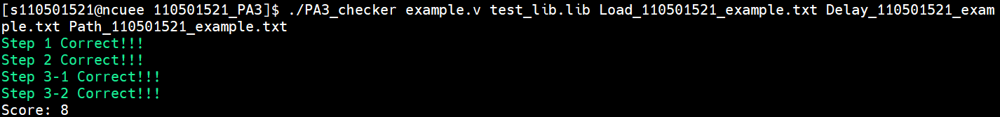 [s110501521@ncuee 110501521_PA3]$ ./PA3_checker example.v test_lib.lib Load_110501521_example.txt Delay_110501521_exam
ple.txt Path_110501521_example.txt
Step 1 Correct!!!
Step 2 Correct!!!
Step 3-1 Correct!!!
Step 3-2 Correct!!!
Score: 8